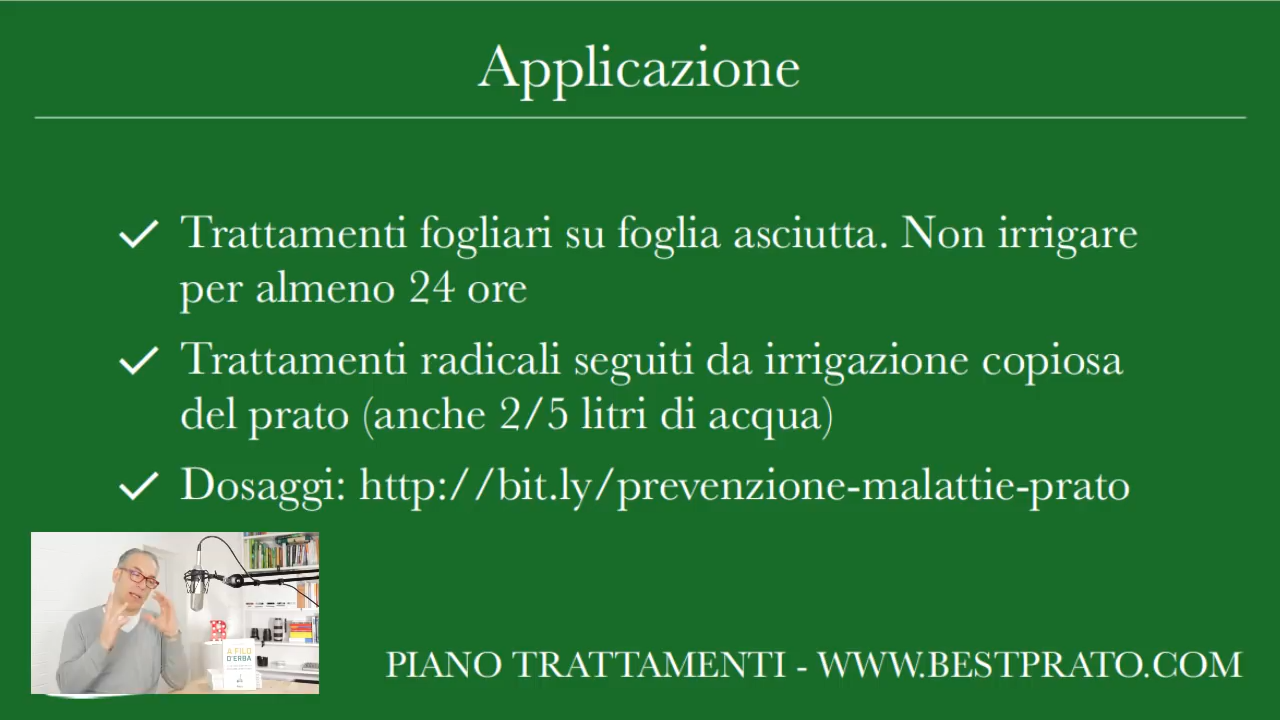 Applicazione
Trattamenti fogliari su foglia asciutta. Non irrigare
per almeno 24 ore
Trattamenti radicali seguiti da irrigazione copiosa
del prato (anche 2/5 litri di acqua)
Dosaggi: http://bit.ly/prevenzione-malattie-prato
B
A FILO
D'ERBA
PIANO TRATTAMENTI - WWW.BESTPRATO.COM